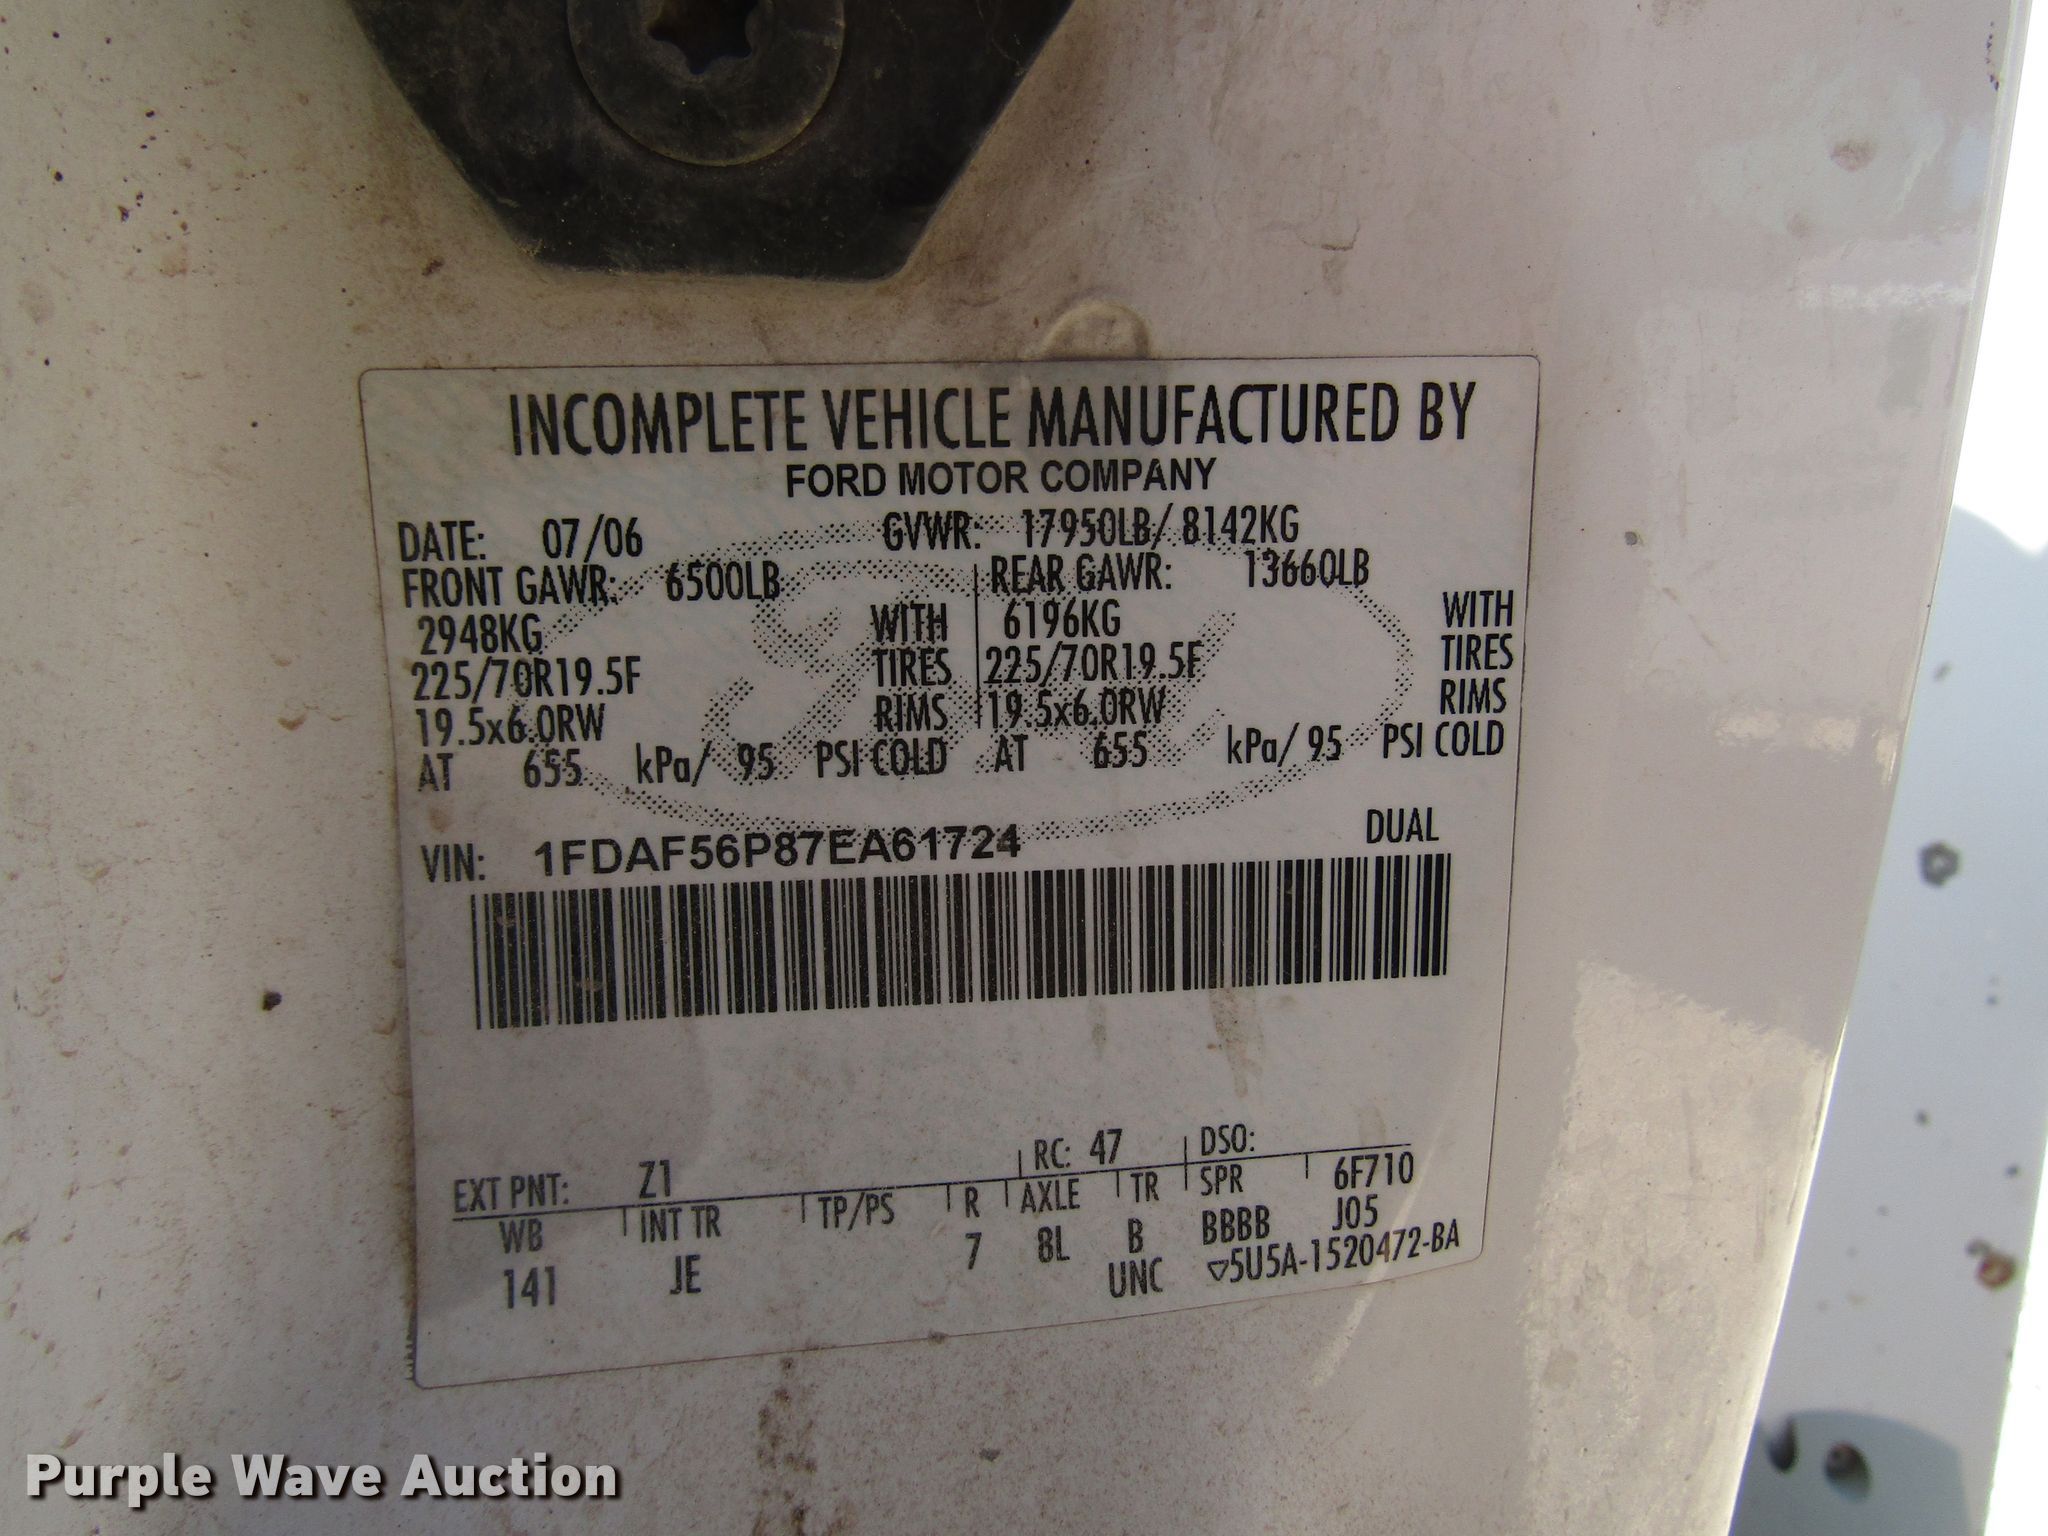 INCOMPLETE VEHICLE MANUFACTURED BY
FORD MOTOR COMPANY
DATE: 07/06 GVWR: 17950LB/ 8142KG
FRONT GAWR: 6500LB REAR GAWR: 13660LB
2948KG WITH 6196KG WITH
225/70R19.5F TIRES 225/70R19.5F TIRES
19.5x6.0RW RIMS 19.5x6.0RW RIMS
AT 655 kPa/ 95 PSI COLD AT 655 kPa/ 95 PSI COLD
VIN: 1FDAF56P87EA61724 DUAL
EXT PNT: Z1 RC: 47 DSO:
WB INT TR TP/PS R AXLE TR SPR 6F710
141 JE 7 8L B BBBB J05
UNC ▽5U5A-1520472-BA
Purple Wave Auction